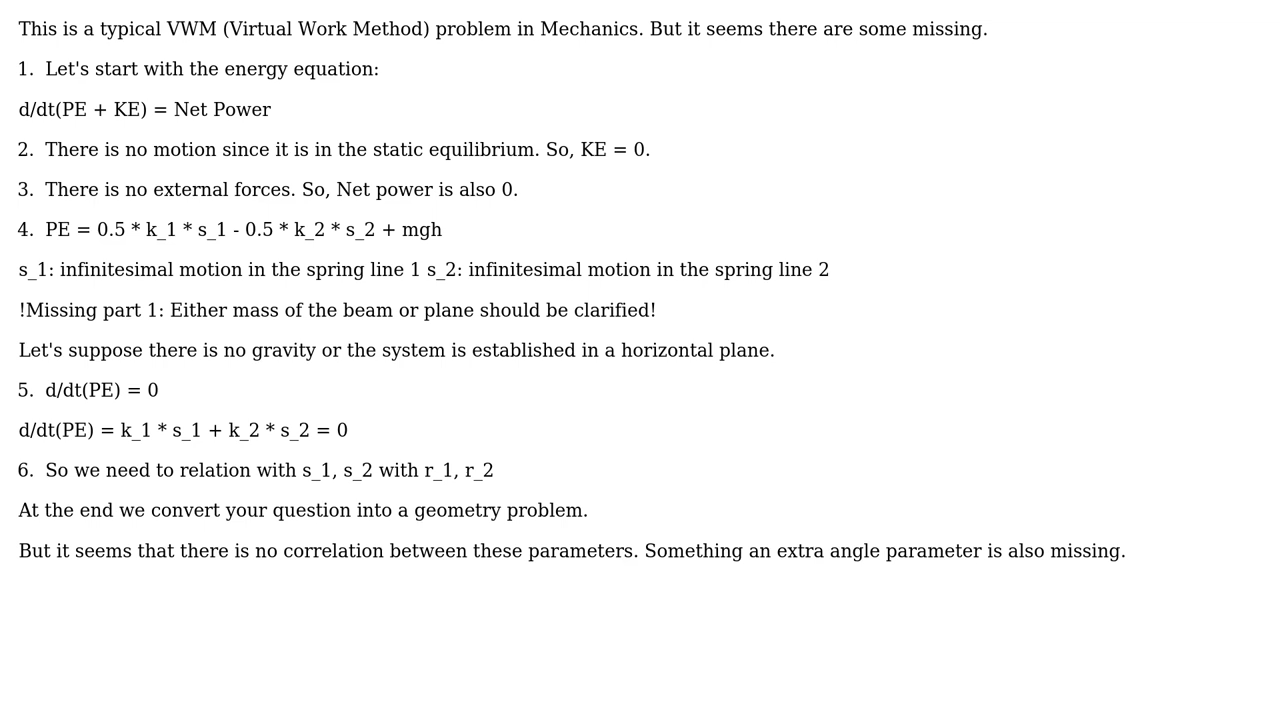 This is a typical VWM (Virtual Work Method) problem in Mechanics. But it seems there are some missing.
1. Let's start with the energy equation:
d/dt(PE + KE) = Net Power
2. There is no motion since it is in the static equilibrium. So, KE = 0.
3. There is no external forces. So, Net power is also 0.
4. PE = 0.5 * k_1 * s_1 - 0.5 * k_2 * s_2 + mgh
s_1: infinitesimal motion in the spring line 1 s_2: infinitesimal motion in the spring line 2
!Missing part 1: Either mass of the beam or plane should be clarified!
Let's suppose there is no gravity or the system is established in a horizontal plane.
5. d/dt(PE) = 0
d/dt(PE) = k_1 * s_1 + k_2 * s_2 = 0
6. So we need to relation with s_1, s_2 with r_1, r_2
At the end we convert your question into a geometry problem.
But it seems that there is no correlation between these parameters. Something an extra angle parameter is also missing.